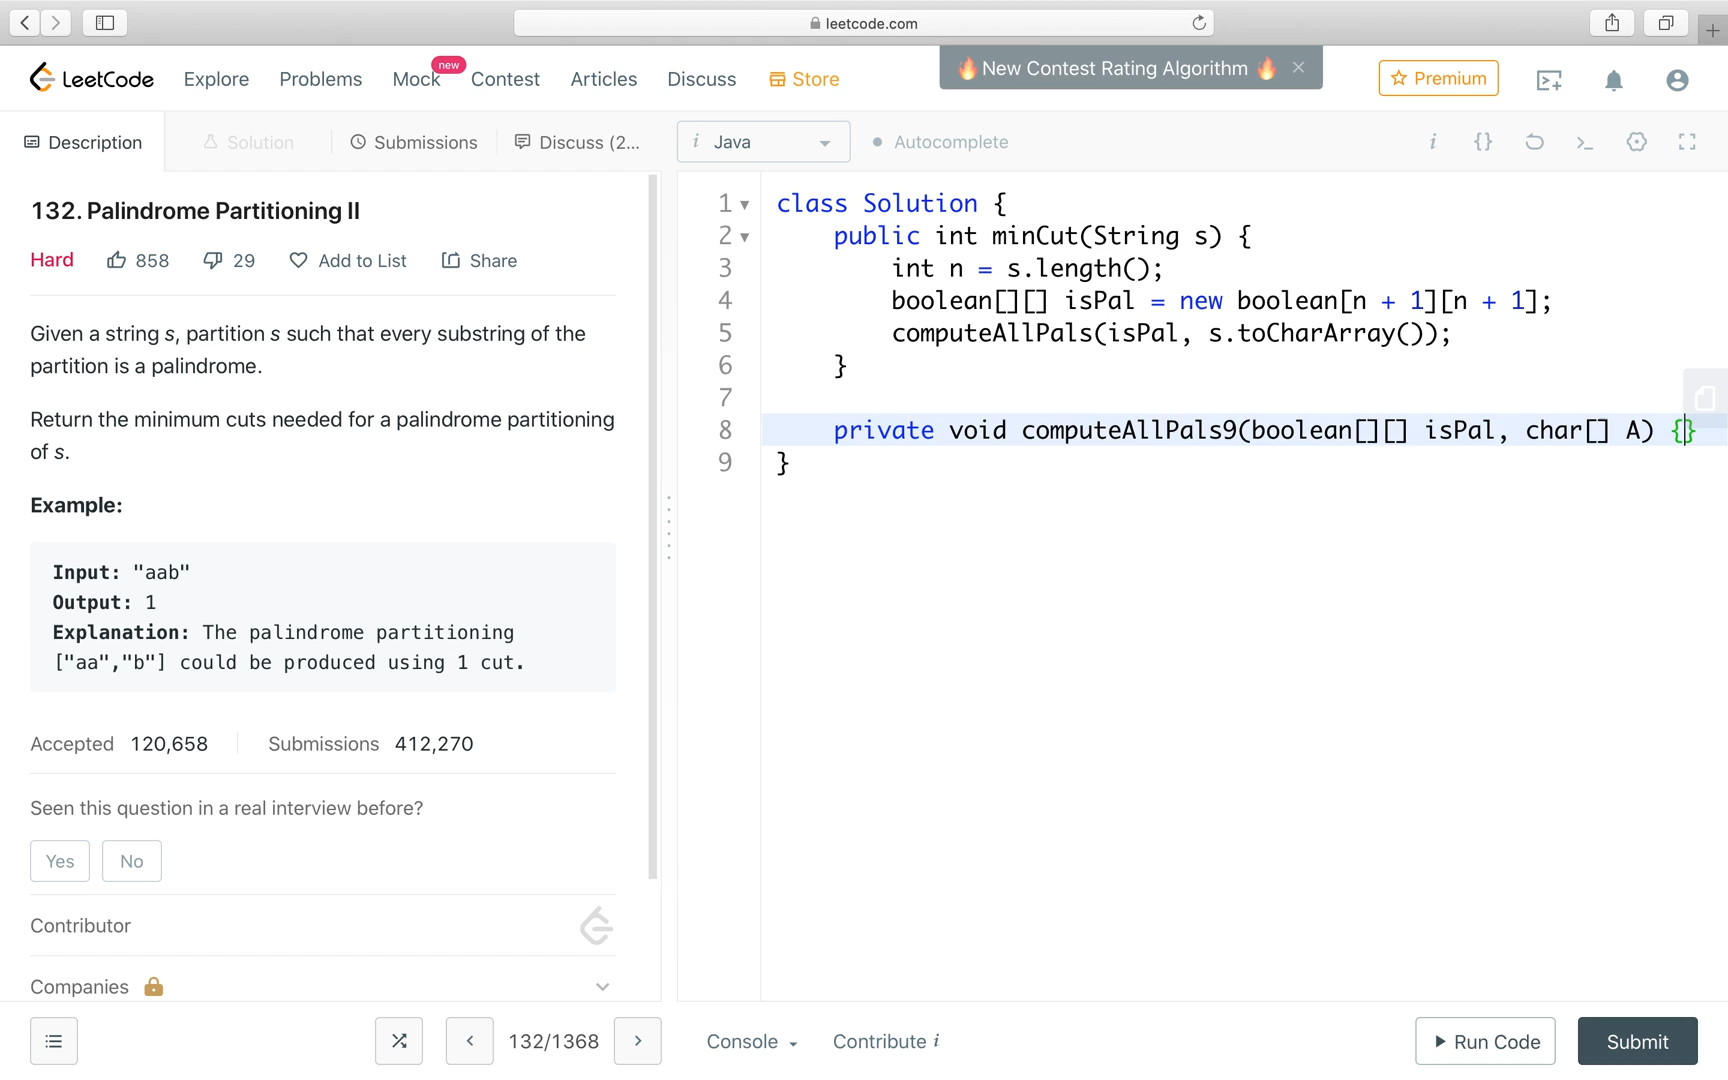 leetcode.com
LeetCode
Explore
Problems
Mock
new
Contest
Articles
Discuss
Store
🔥 New Contest Rating Algorithm 🔥
Premium
Description
Solution
Submissions
Discuss (2...
i Java
Autocomplete
132. Palindrome Partitioning II
Hard
858
29
Add to List
Share
Given a string s, partition s such that every substring of the
partition is a palindrome.
Return the minimum cuts needed for a palindrome partitioning
of s.
Example:
Input: "aab"
Output: 1
Explanation: The palindrome partitioning
["aa","b"] could be produced using 1 cut.
Accepted 120,658
Submissions 412,270
Seen this question in a real interview before?
Yes
No
Contributor
Companies
1 class Solution {
2 public int minCut(String s) {
3 int n = s.length();
4 boolean[][] isPal = new boolean[n + 1][n + 1];
5 computeAllPals(isPal, s.toCharArray());
6 }
7
8 private void computeAllPals9(boolean[][] isPal, char[] A) {}
9 }
132/1368
Console
Contribute i
Run Code
Submit